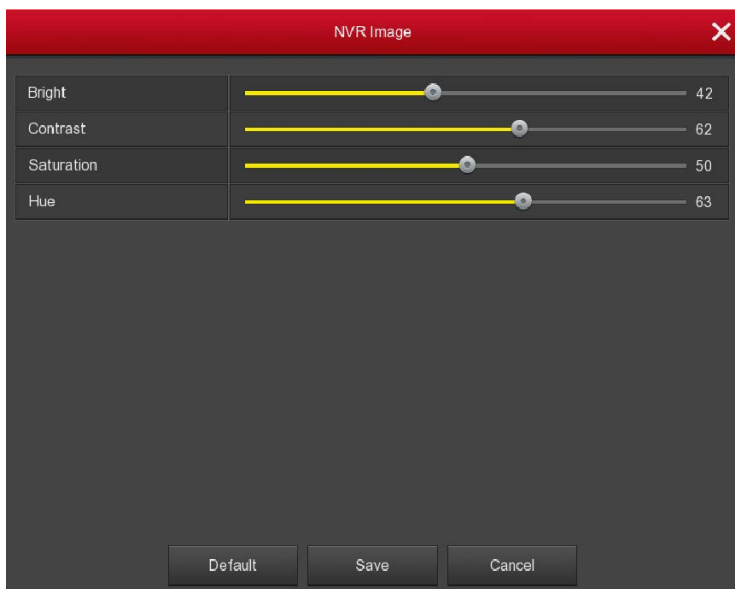 NVR Image
Bright 42
Contrast 62
Saturation 50
Hue 63
Default Save Cancel